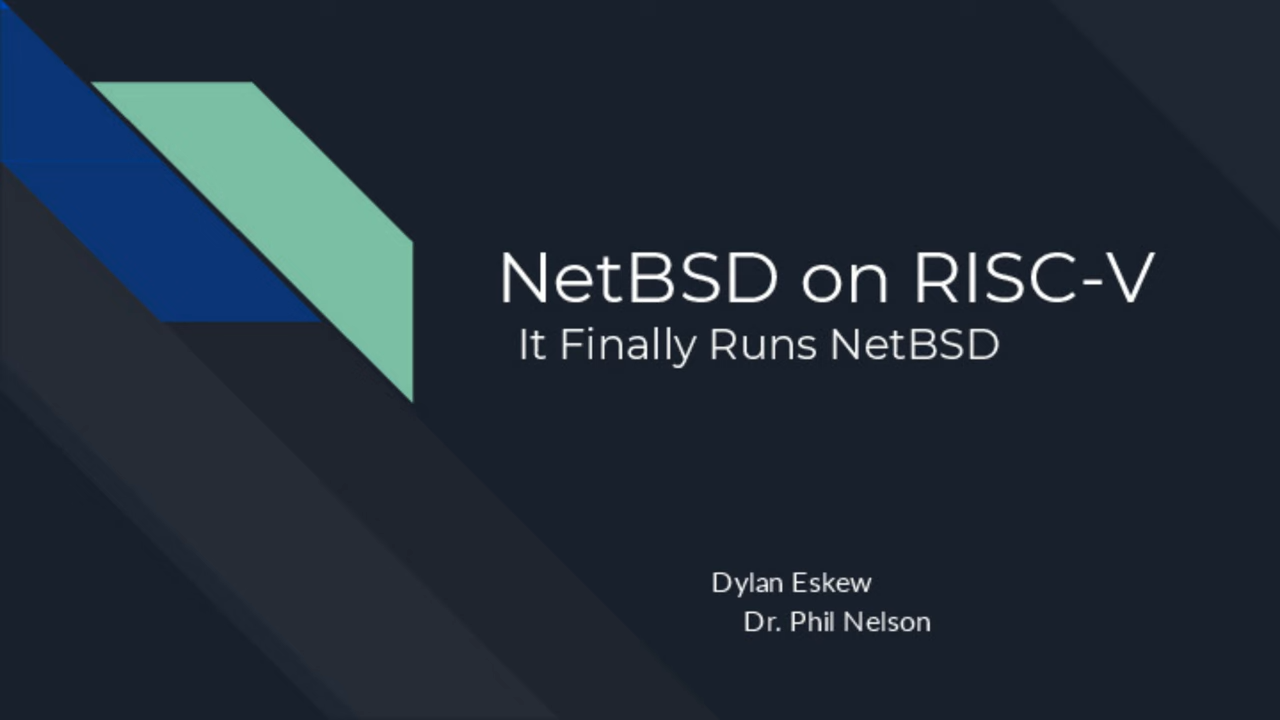 NetBSD on RISC-V
It Finally Runs NetBSD
Dylan Eskew
Dr. Phil Nelson